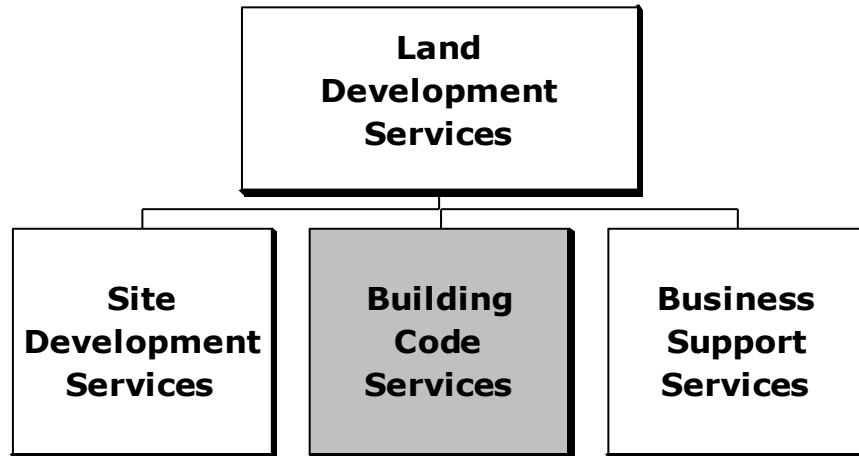 Land
Development
Services
Site
Development
Services
Building
Code
Services
Business
Support
Services